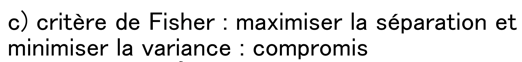 c) critère de Fisher : maximiser la séparation et
minimiser la variance : compromis